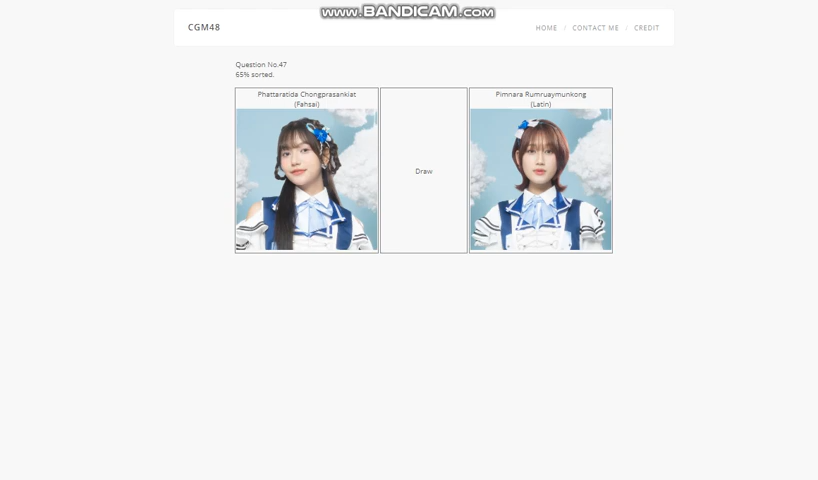 www.BANDICAM.com
CGM48
HOME / CONTACT ME / CREDIT
Question No.47
65% sorted.
Phattaratida Chongprasankiat
(Fahsai)
Draw
Pimnara Rumruaymunkong
(Latin)